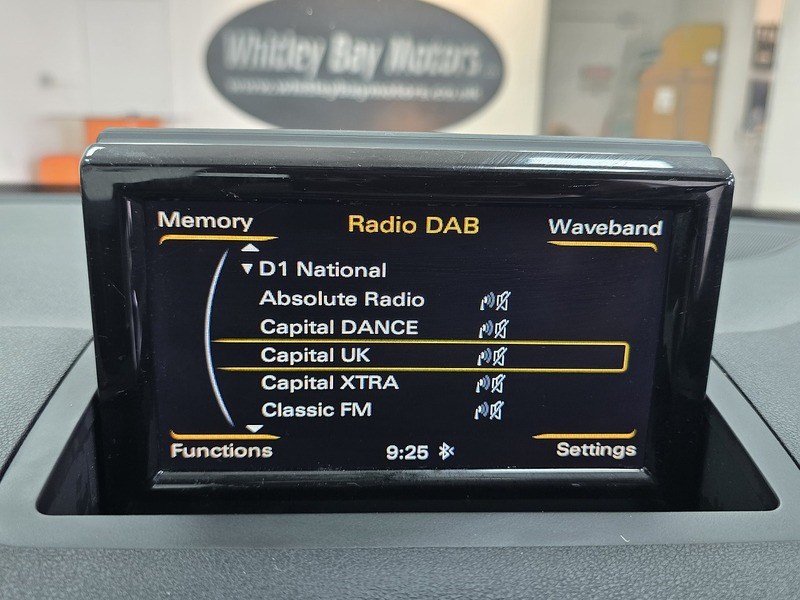 Whitley Bay Motors
www.whitleybaymotors.co.uk
Memory
Radio DAB
Waveband
D1 National
Absolute Radio
Capital DANCE
Capital UK
Capital XTRA
Classic FM
Functions
9:25
Settings